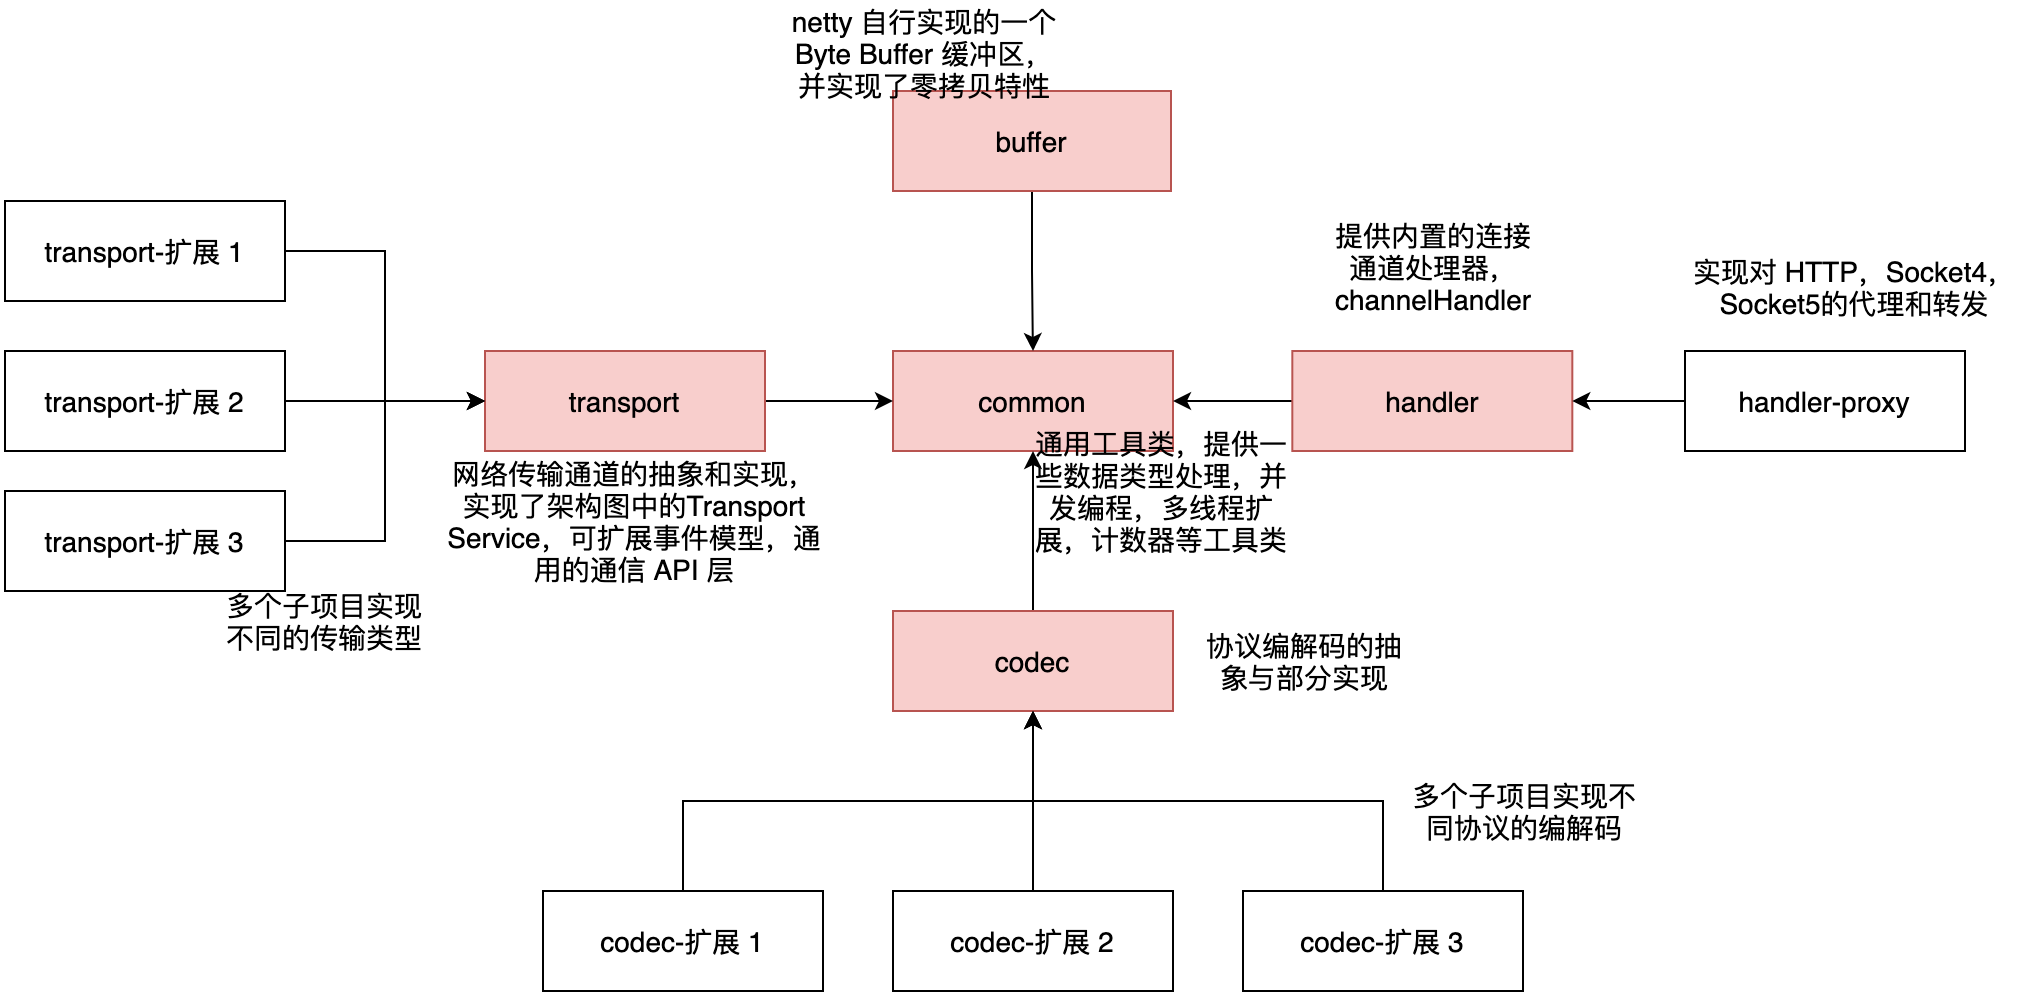 netty 自行实现的一个
Byte Buffer 缓冲区，
并实现了零拷贝特性
buffer
transport-扩展 1
提供内置的连接
通道处理器，
channelHandler
实现对 HTTP，Socket4，
Socket5的代理和转发
transport-扩展 2
transport
common
handler
handler-proxy
通用工具类，提供一
些数据类型处理，并
发编程，多线程扩
展，计数器等工具类
网络传输通道的抽象和实现，
实现了架构图中的Transport
Service，可扩展事件模型，通
用的通信 API 层
transport-扩展 3
多个子项目实现
不同的传输类型
codec
协议编解码的抽
象与部分实现
多个子项目实现不
同协议的编解码
codec-扩展 1
codec-扩展 2
codec-扩展 3